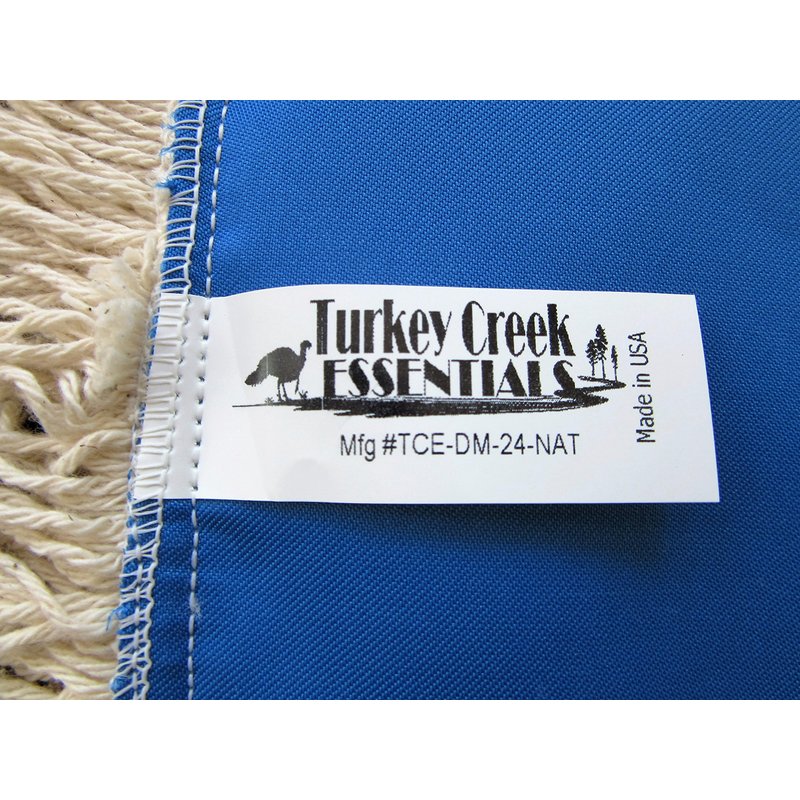 Turkey Creek
ESSENTIALS
Mfg #TCE-DM-24-NAT
Made in USA